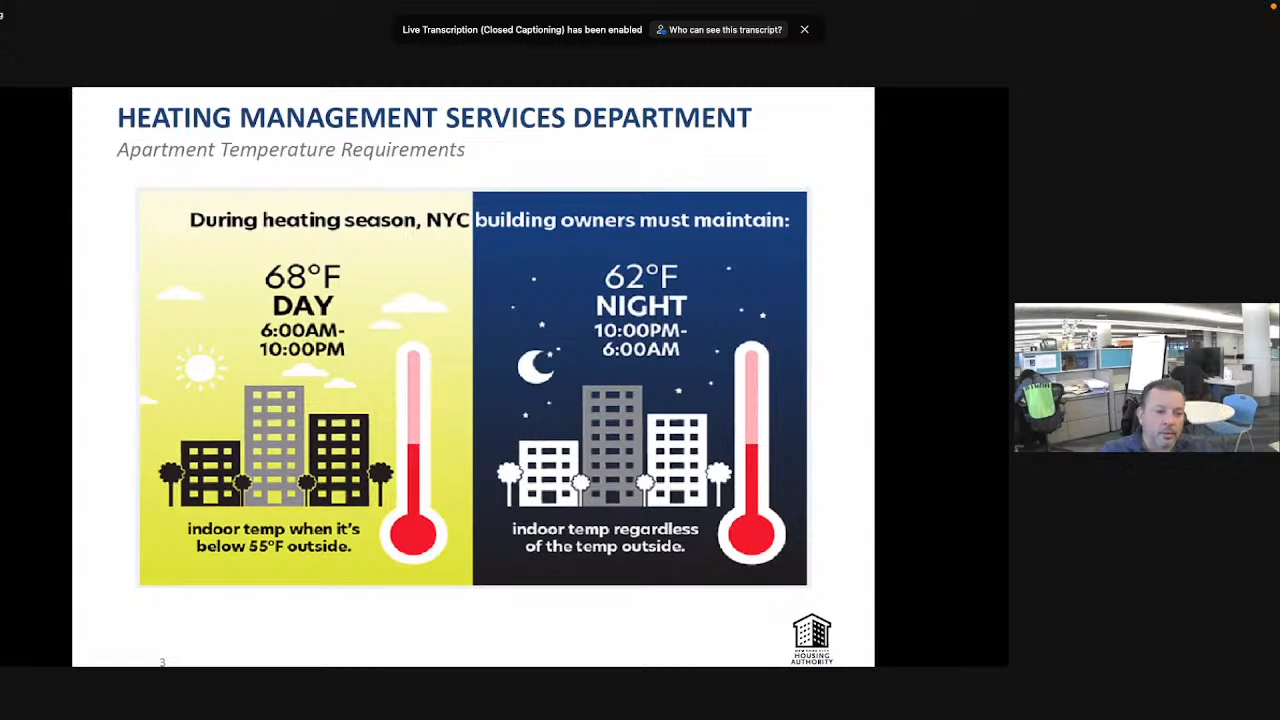 Live Transcription (Closed Captioning) has been enabled
Who can see this transcript?
HEATING MANAGEMENT SERVICES DEPARTMENT
Apartment Temperature Requirements
During heating season, NYC building owners must maintain:
68°F
DAY
6:00AM-
10:00PM
indoor temp when it's
below 55°F outside.
62°F
NIGHT
10:00PM-
6:00AM
indoor temp regardless
of the temp outside.
3
NEW YORK CITY
HOUSING
AUTHORITY